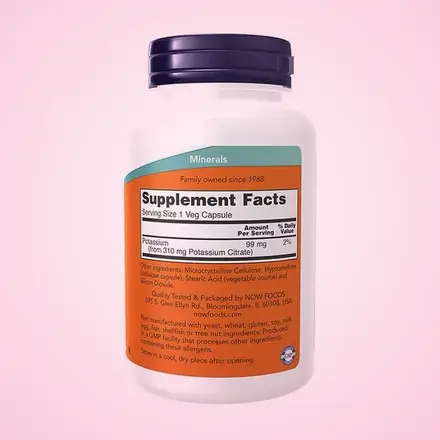 Minerals
Family owned since 1968
Supplement Facts
Serving Size 1 Veg Capsule
Amount Per Serving
% Daily Value
Potassium 99 mg 2%
(from 310 mg Potassium Citrate)
Other ingredients: Microcrystalline Cellulose, Hypromellose
(cellulose capsule), Stearic Acid (vegetable source) and
Silicon Dioxide.
Quality Tested & Packaged by NOW FOODS
395 S. Glen Ellyn Rd., Bloomingdale, IL 60108, USA
nowfoods.com
Not manufactured with yeast, wheat, gluten, soy, milk,
egg, fish, shellfish or tree nut ingredients. Produced
in a GMP facility that processes other ingredients
containing these allergens.
Store in a cool, dry place after opening.